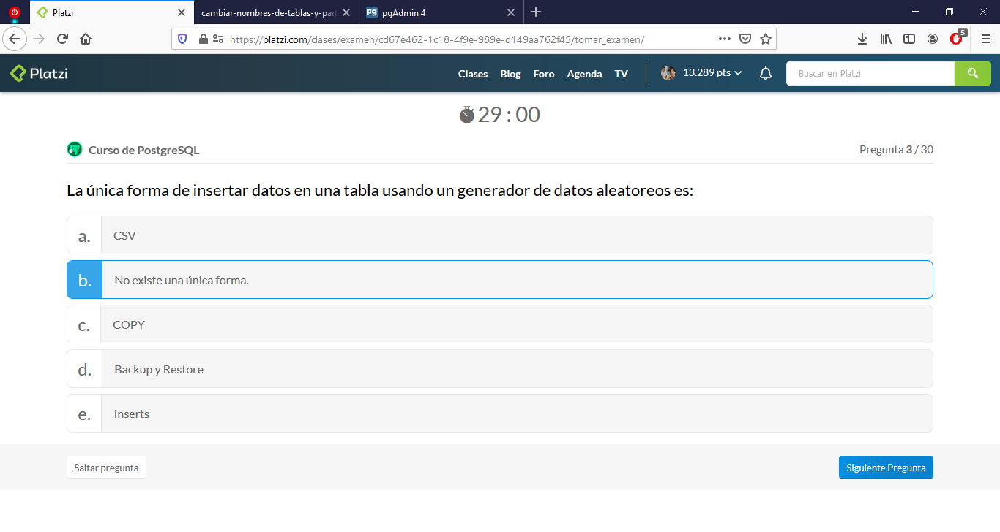 Platzi
cambiar-nombres-de-tablas-y-part
Pg pgAdmin 4
https://platzi.com/clases/examen/cd67e462-1c18-4f9e-989e-d149aa762f45/tomar_examen/
5
Platzi
Clases Blog Foro Agenda TV 13.289 pts Buscar en Platzi
29 : 00
Curso de PostgreSQL Pregunta 3 / 30
La única forma de insertar datos en una tabla usando un generador de datos aleatoreos es:
a. CSV
b. No existe una única forma.
c. COPY
d. Backup y Restore
e. Inserts
Saltar pregunta Siguiente Pregunta